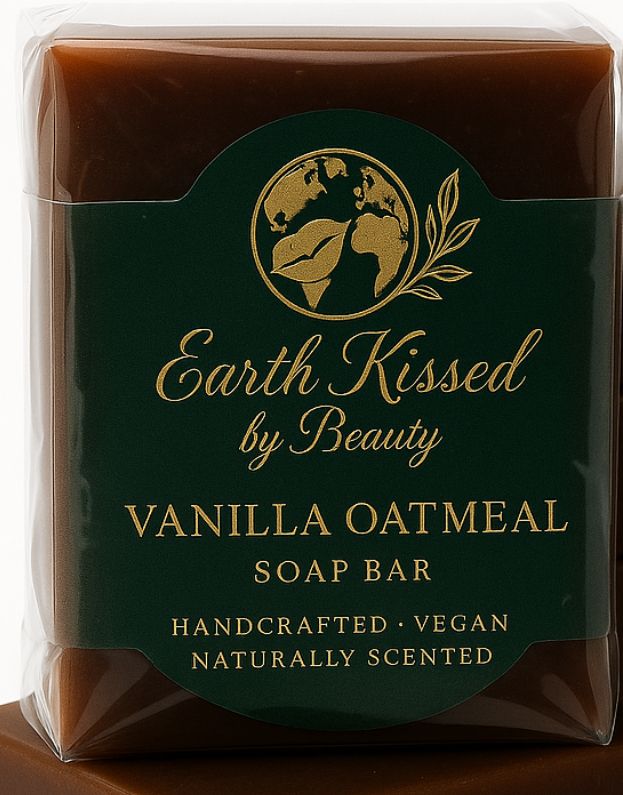 Earth Kissed
by Beauty
VANILLA OATMEAL
SOAP BAR
HANDCRAFTED · VEGAN
NATURALLY SCENTED